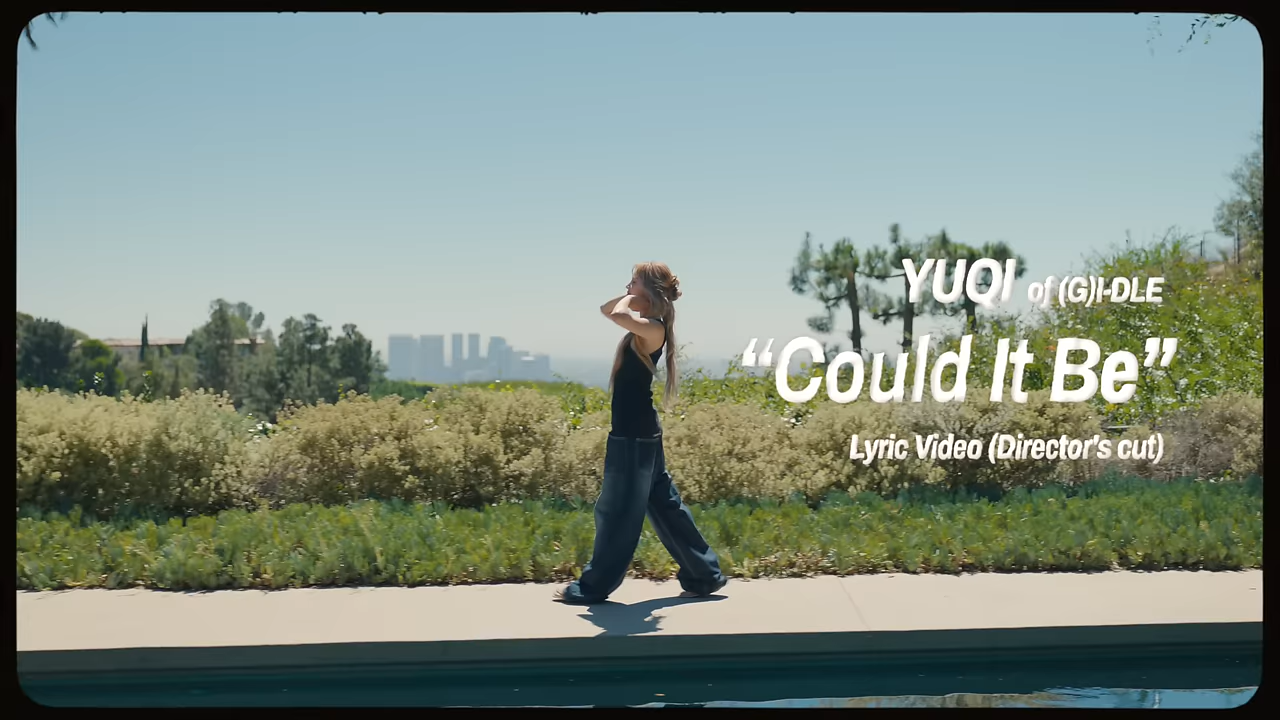 YUQI of (G)I-DLE
“Could It Be”
Lyric Video (Director's cut)